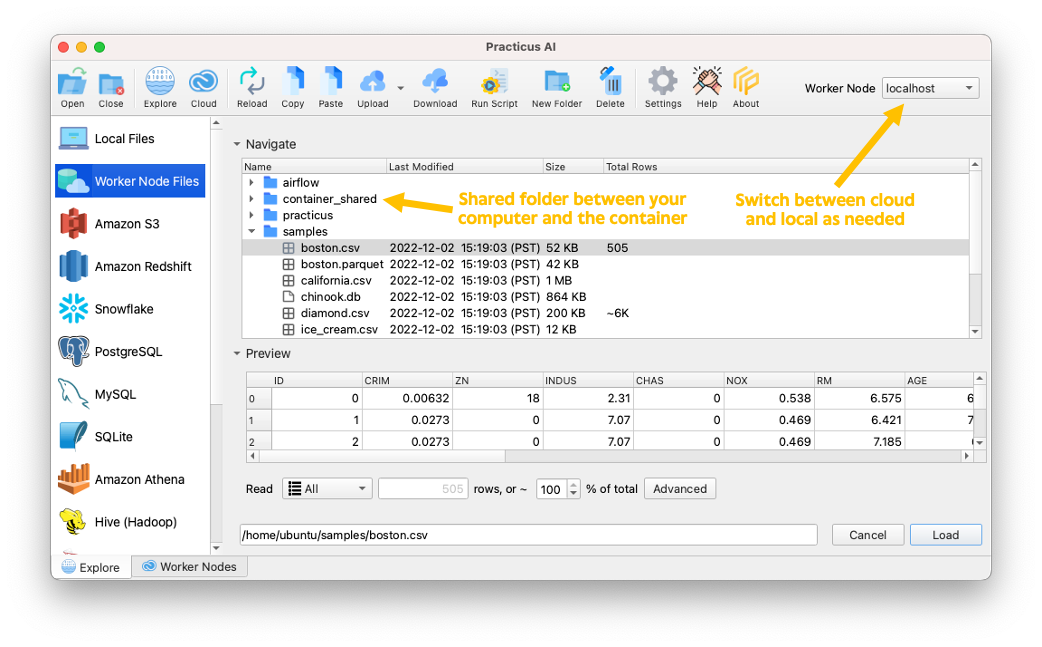 Practicus AI
Open Close Explore Cloud Reload Copy Paste Upload Download Run Script New Folder Delete Settings Help About Worker Node localhost
Local Files
Worker Node Files
Amazon S3
Amazon Redshift
Snowflake
PostgreSQL
MySQL
SQLite
Amazon Athena
Hive (Hadoop)
Navigate
Name Last Modified Size Total Rows
airflow
container_shared
practicus
samples
boston.csv 2022-12-02 15:19:03 (PST) 52 KB 505
boston.parquet 2022-12-02 15:19:03 (PST) 42 KB
california.csv 2022-12-02 15:19:03 (PST) 1 MB
chinook.db 2022-12-02 15:19:03 (PST) 864 KB
diamond.csv 2022-12-02 15:19:03 (PST) 200 KB ~6K
ice_cream.csv 2022-12-02 15:19:03 (PST) 12 KB
Shared folder between your
computer and the container
Switch between cloud
and local as needed
Preview
ID CRIM ZN INDUS CHAS NOX RM AGE
0 0 0.00632 18 2.31 0 0.538 6.575 6
1 1 0.0273 0 7.07 0 0.469 6.421 7
2 2 0.0273 0 7.07 0 0.469 7.185
Read All 505 rows, or ~ 100 % of total Advanced
/home/ubuntu/samples/boston.csv Cancel Load
Explore Worker Nodes